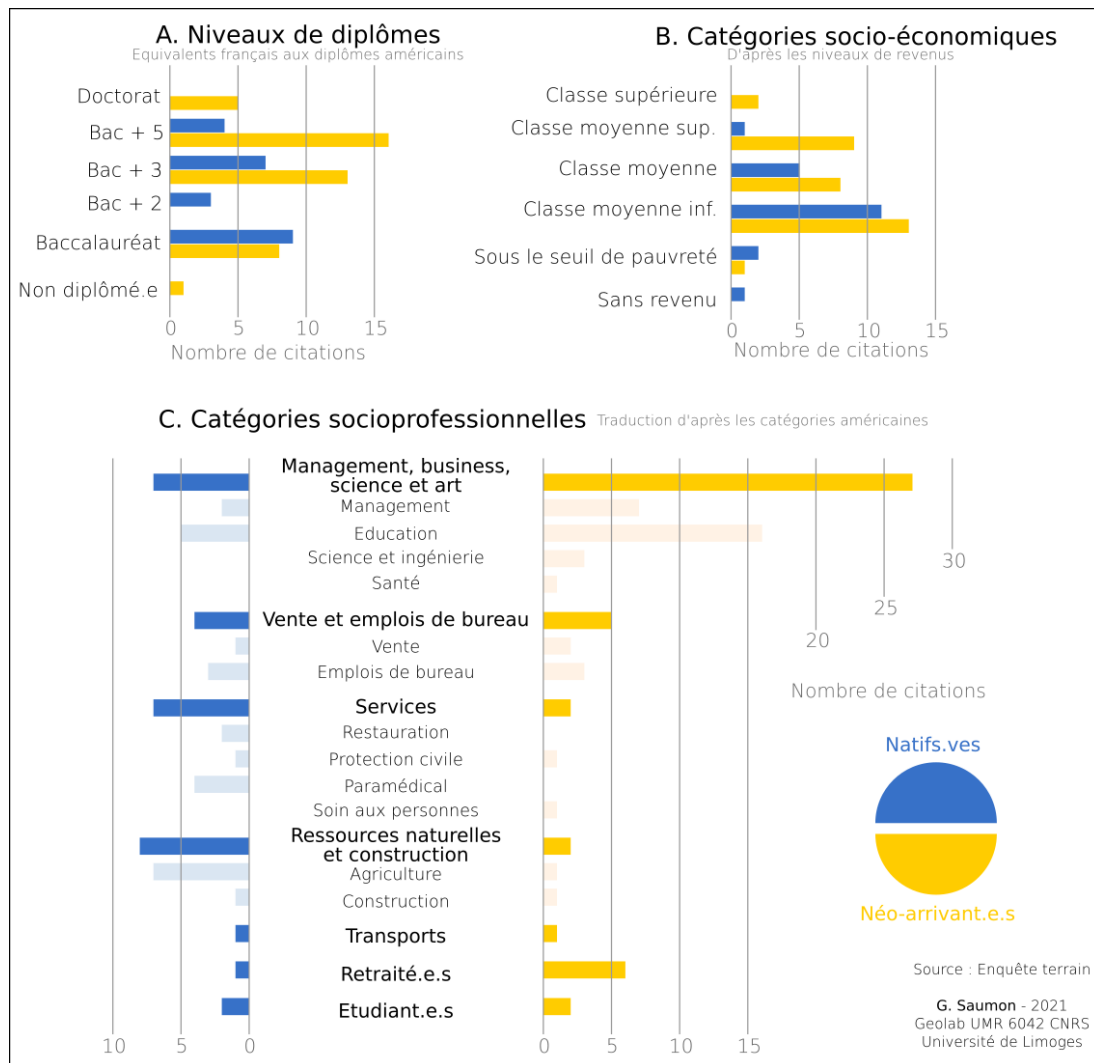 A. Niveaux de diplômes
Equivalents français aux diplômes américains
Doctorat
Bac + 5
Bac + 3
Bac + 2
Baccalauréat
Non diplômé.e
0 5 10 15
Nombre de citations
B. Catégories socio-économiques
D'après les niveaux de revenus
Classe supérieure
Classe moyenne sup.
Classe moyenne
Classe moyenne inf.
Sous le seuil de pauvreté
Sans revenu
0 5 10 15
Nombre de citations
C. Catégories socioprofessionnelles Traduction d'après les catégories américaines
Management, business,
science et art
Management
Education
Science et ingénierie
Santé
Vente et emplois de bureau
Vente
Emplois de bureau
Services
Restauration
Protection civile
Paramédical
Soin aux personnes
Ressources naturelles
et construction
Agriculture
Construction
Transports
Retraité.e.s
Etudiant.e.s
10 5 0
0 5 10 15
20
25
30
Nombre de citations
Natifs.ves
Néo-arrivant.e.s
Source : Enquête terrain
G. Saumon - 2021
Geolab UMR 6042 CNRS
Université de Limoges